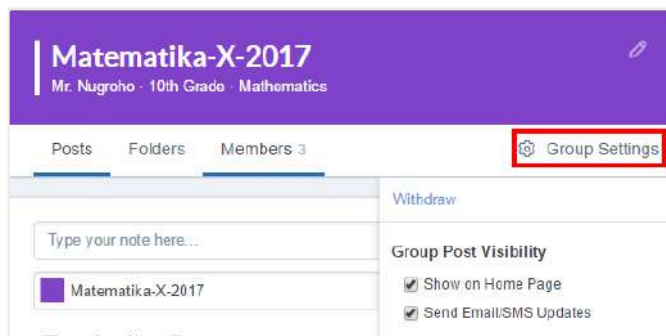 Matematika-X-2017
Mr. Nugroho - 10th Grade - Mathematics
Posts Folders Members 3 Group Settings
Withdraw
Type your note here...
Group Post Visibility
Matematika-X-2017
Show on Home Page
Send Email/SMS Updates